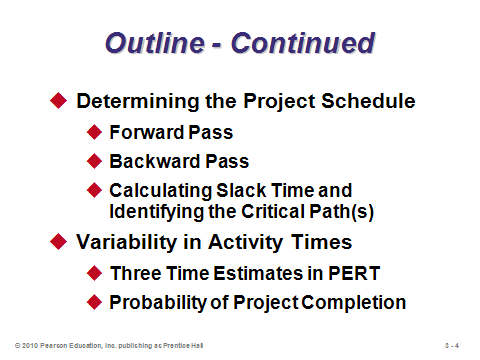 Outline - Continued
Determining the Project Schedule
Forward Pass
Backward Pass
Calculating Slack Time and
Identifying the Critical Path(s)
Variability in Activity Times
Three Time Estimates in PERT
Probability of Project Completion
© 2010 Pearson Education, Inc. publishing as Prentice Hall
3 - 4